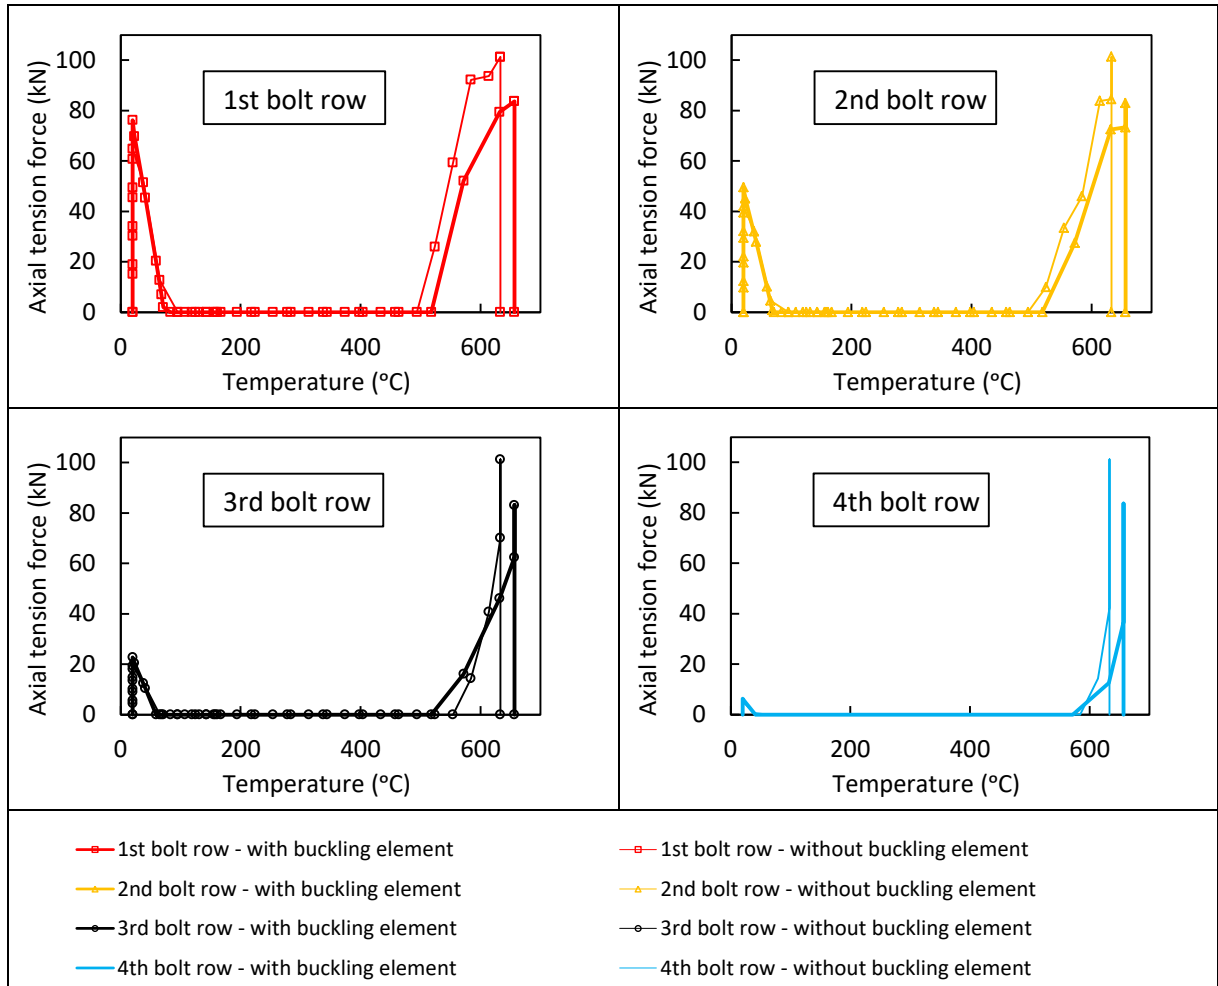 Axial tension force (kN)
100
80
60
40
20
0
1st bolt row
0 200 400 600
Temperature (°C)
Axial tension force (kN)
100
80
60
40
20
0
2nd bolt row
0 200 400 600
Temperature (°C)
Axial tension force (kN)
100
80
60
40
20
0
3rd bolt row
0 200 400 600
Temperature (°C)
Axial tension force (kN)
100
80
60
40
20
0
4th bolt row
0 200 400 600
Temperature (°C)
1st bolt row - with buckling element
1st bolt row - without buckling element
2nd bolt row - with buckling element
2nd bolt row - without buckling element
3rd bolt row - with buckling element
3rd bolt row - without buckling element
4th bolt row - with buckling element
4th bolt row - without buckling element